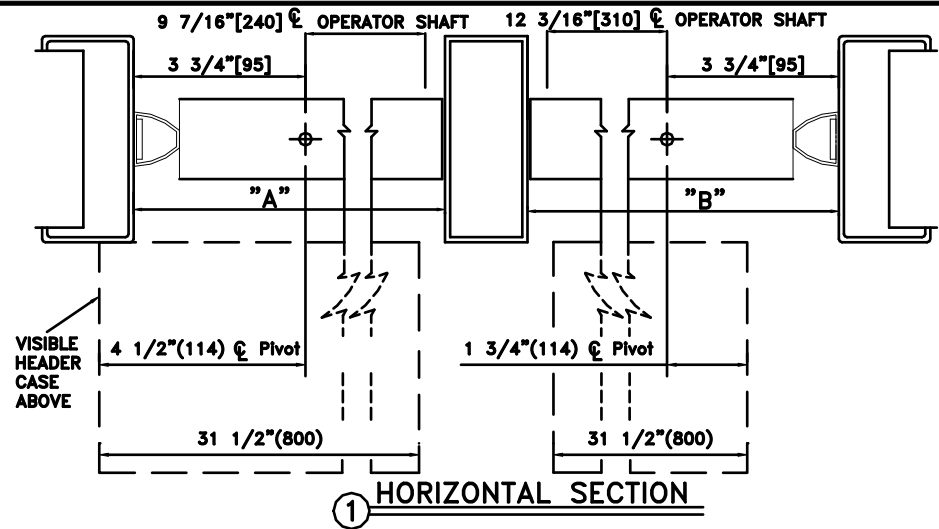 9 7/16"[240] ℄ OPERATOR SHAFT
12 3/16"[310] ℄ OPERATOR SHAFT
3 3/4"[95]
3 3/4"[95]
"A"
"B"
VISIBLE
HEADER
CASE
ABOVE
4 1/2"(114) ℄ Pivot
1 3/4"(114) ℄ Pivot
31 1/2"(800)
31 1/2"(800)
1 HORIZONTAL SECTION